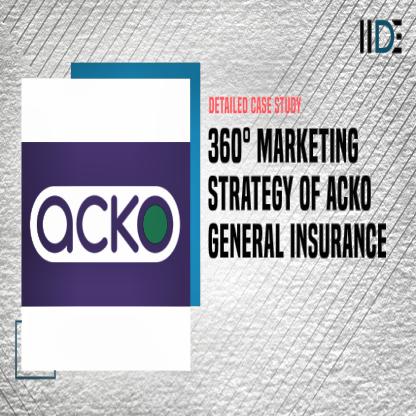 IIDE
DETAILED CASE STUDY
360° MARKETING
STRATEGY OF ACKO
GENERAL INSURANCE
acko